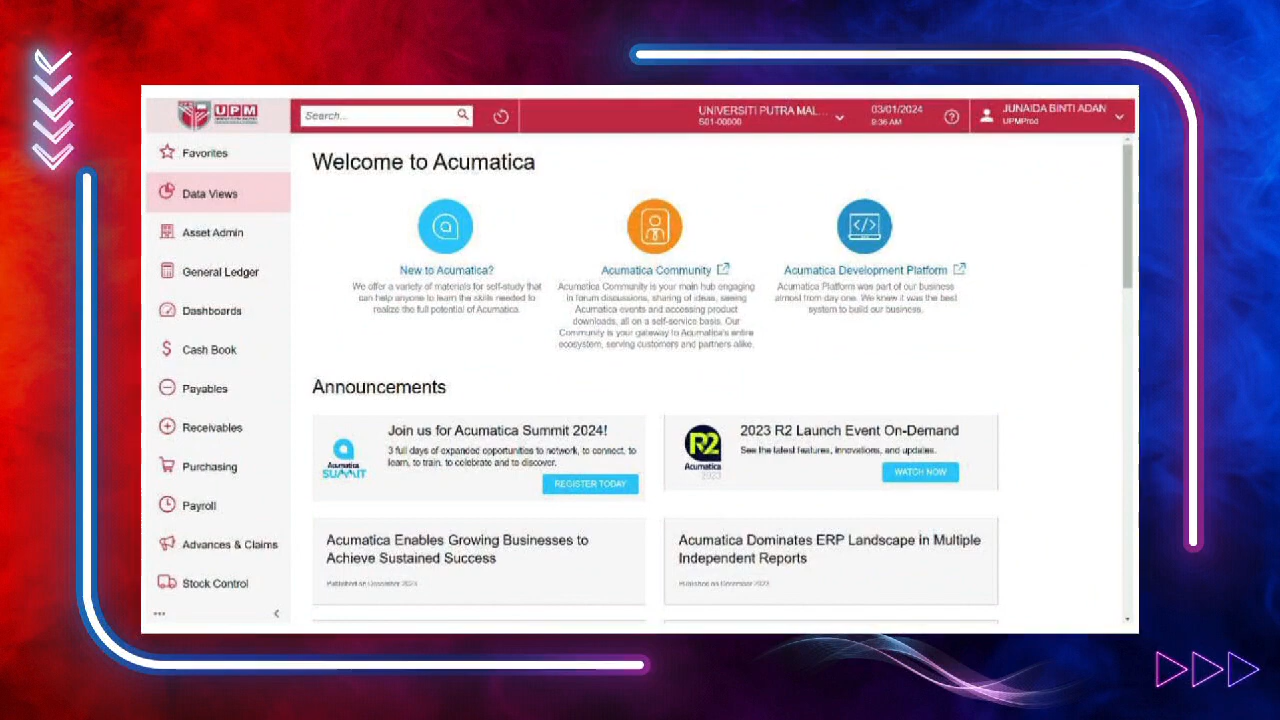 UPM
Search...
UNIVERSITI PUTRA MAL...
S01-00000
03/01/2024
9:36 AM
JUNAIDA BINTI ADAN
UPMProd
Favorites
Data Views
Asset Admin
General Ledger
Dashboards
Cash Book
Payables
Receivables
Purchasing
Payroll
Advances & Claims
Stock Control
Welcome to Acumatica
New to Acumatica?
We offer a variety of materials for self-study that
can help anyone to learn the skills needed to
realize the full potential of Acumatica.
Acumatica Community
Acumatica Community is your main hub engaging
in forum discussions, sharing of ideas, seeing
Acumatica events and accessing product
downloads, all on a self-service basis. Our
Community is your gateway to Acumatica's entire
ecosystem, serving customers and partners alike.
Acumatica Development Platform
Acumatica Platform was part of our business
almost from day one. We knew it was the best
system to build our business.
Announcements
Acumatica
SUMMIT
Join us for Acumatica Summit 2024!
3 full days of expanded opportunities to network, to connect, to
learn, to train, to celebrate and to discover.
REGISTER TODAY
R2
Acumatica
2023
2023 R2 Launch Event On-Demand
See the latest features, innovations, and updates.
WATCH NOW
Acumatica Enables Growing Businesses to
Achieve Sustained Success
Published on December
Acumatica Dominates ERP Landscape in Multiple
Independent Reports
Published on December 2023